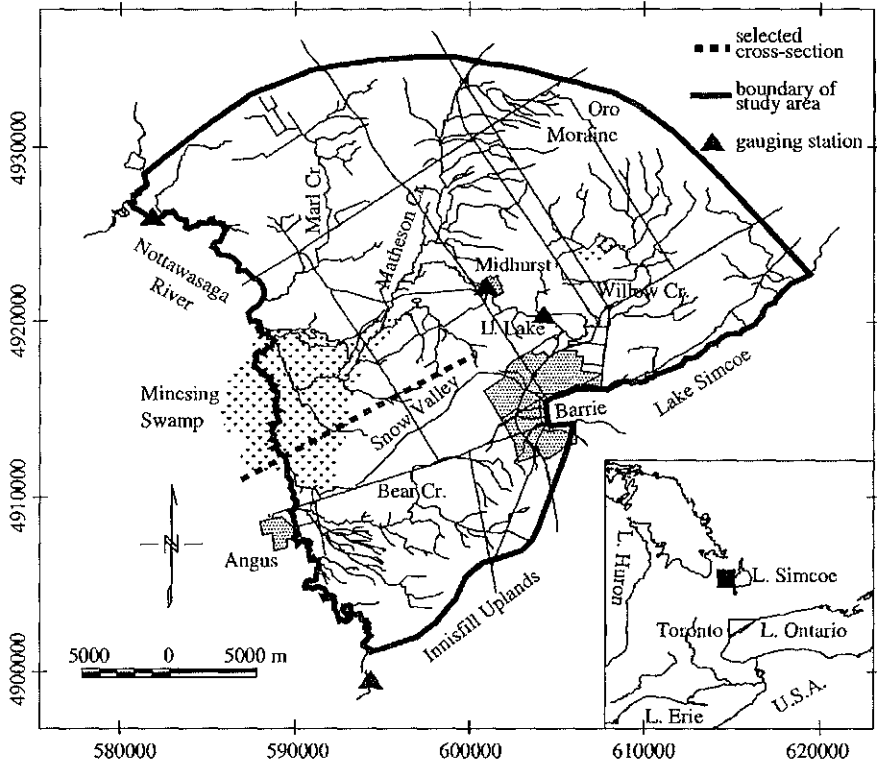 selected
cross-section
boundary of
study area
gauging station
Oro
Moraine
Marl Cr.
Matheson Cr.
Nottawasaga
River
Midhurst
Willow Cr.
Li. Lake
Minesing
Swamp
Snow Valley
Barrie
Lake Simcoe
Bear Cr.
Angus
Innisfill Uplands
N
5000 0 5000 m
L. Huron
L. Simcoe
Toronto
L. Ontario
U.S.A.
L. Erie
4930000
4920000
4910000
4900000
580000 590000 600000 610000 620000